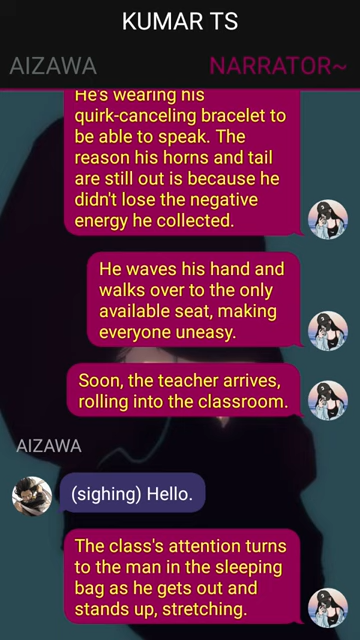 KUMAR TS
AIZAWA NARRATOR~
He's wearing his
quirk-canceling bracelet to
be able to speak. The
reason his horns and tail
are still out is because he
didn't lose the negative
energy he collected.
He waves his hand and
walks over to the only
available seat, making
everyone uneasy.
Soon, the teacher arrives,
rolling into the classroom.
AIZAWA
(sighing) Hello.
The class's attention turns
to the man in the sleeping
bag as he gets out and
stands up, stretching.